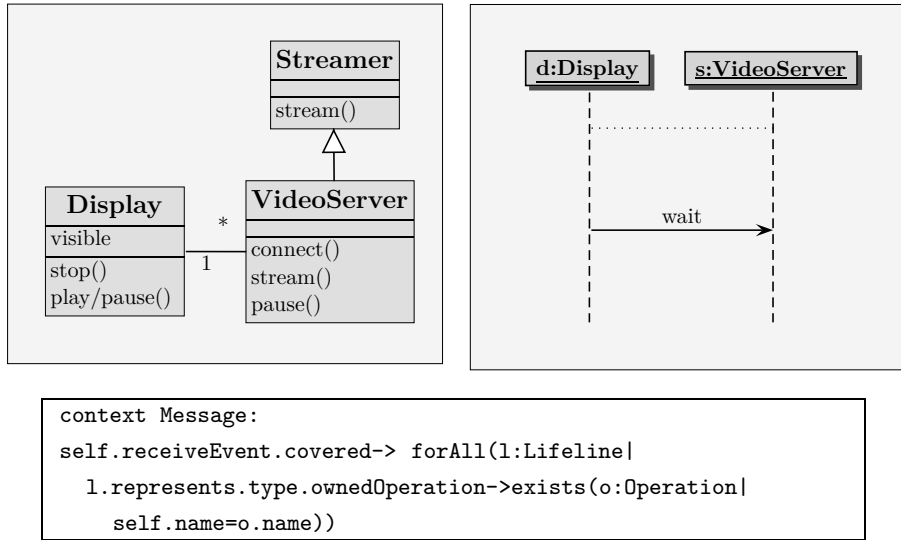 Streamer
stream()
Display
visible
stop()
play/pause()
*
1
VideoServer
connect()
stream()
pause()
d:Display
s:VideoServer
wait
context Message:
self.receiveEvent.covered-> forAll(l:Lifeline|
l.represents.type.ownedOperation->exists(o:Operation|
self.name=o.name))